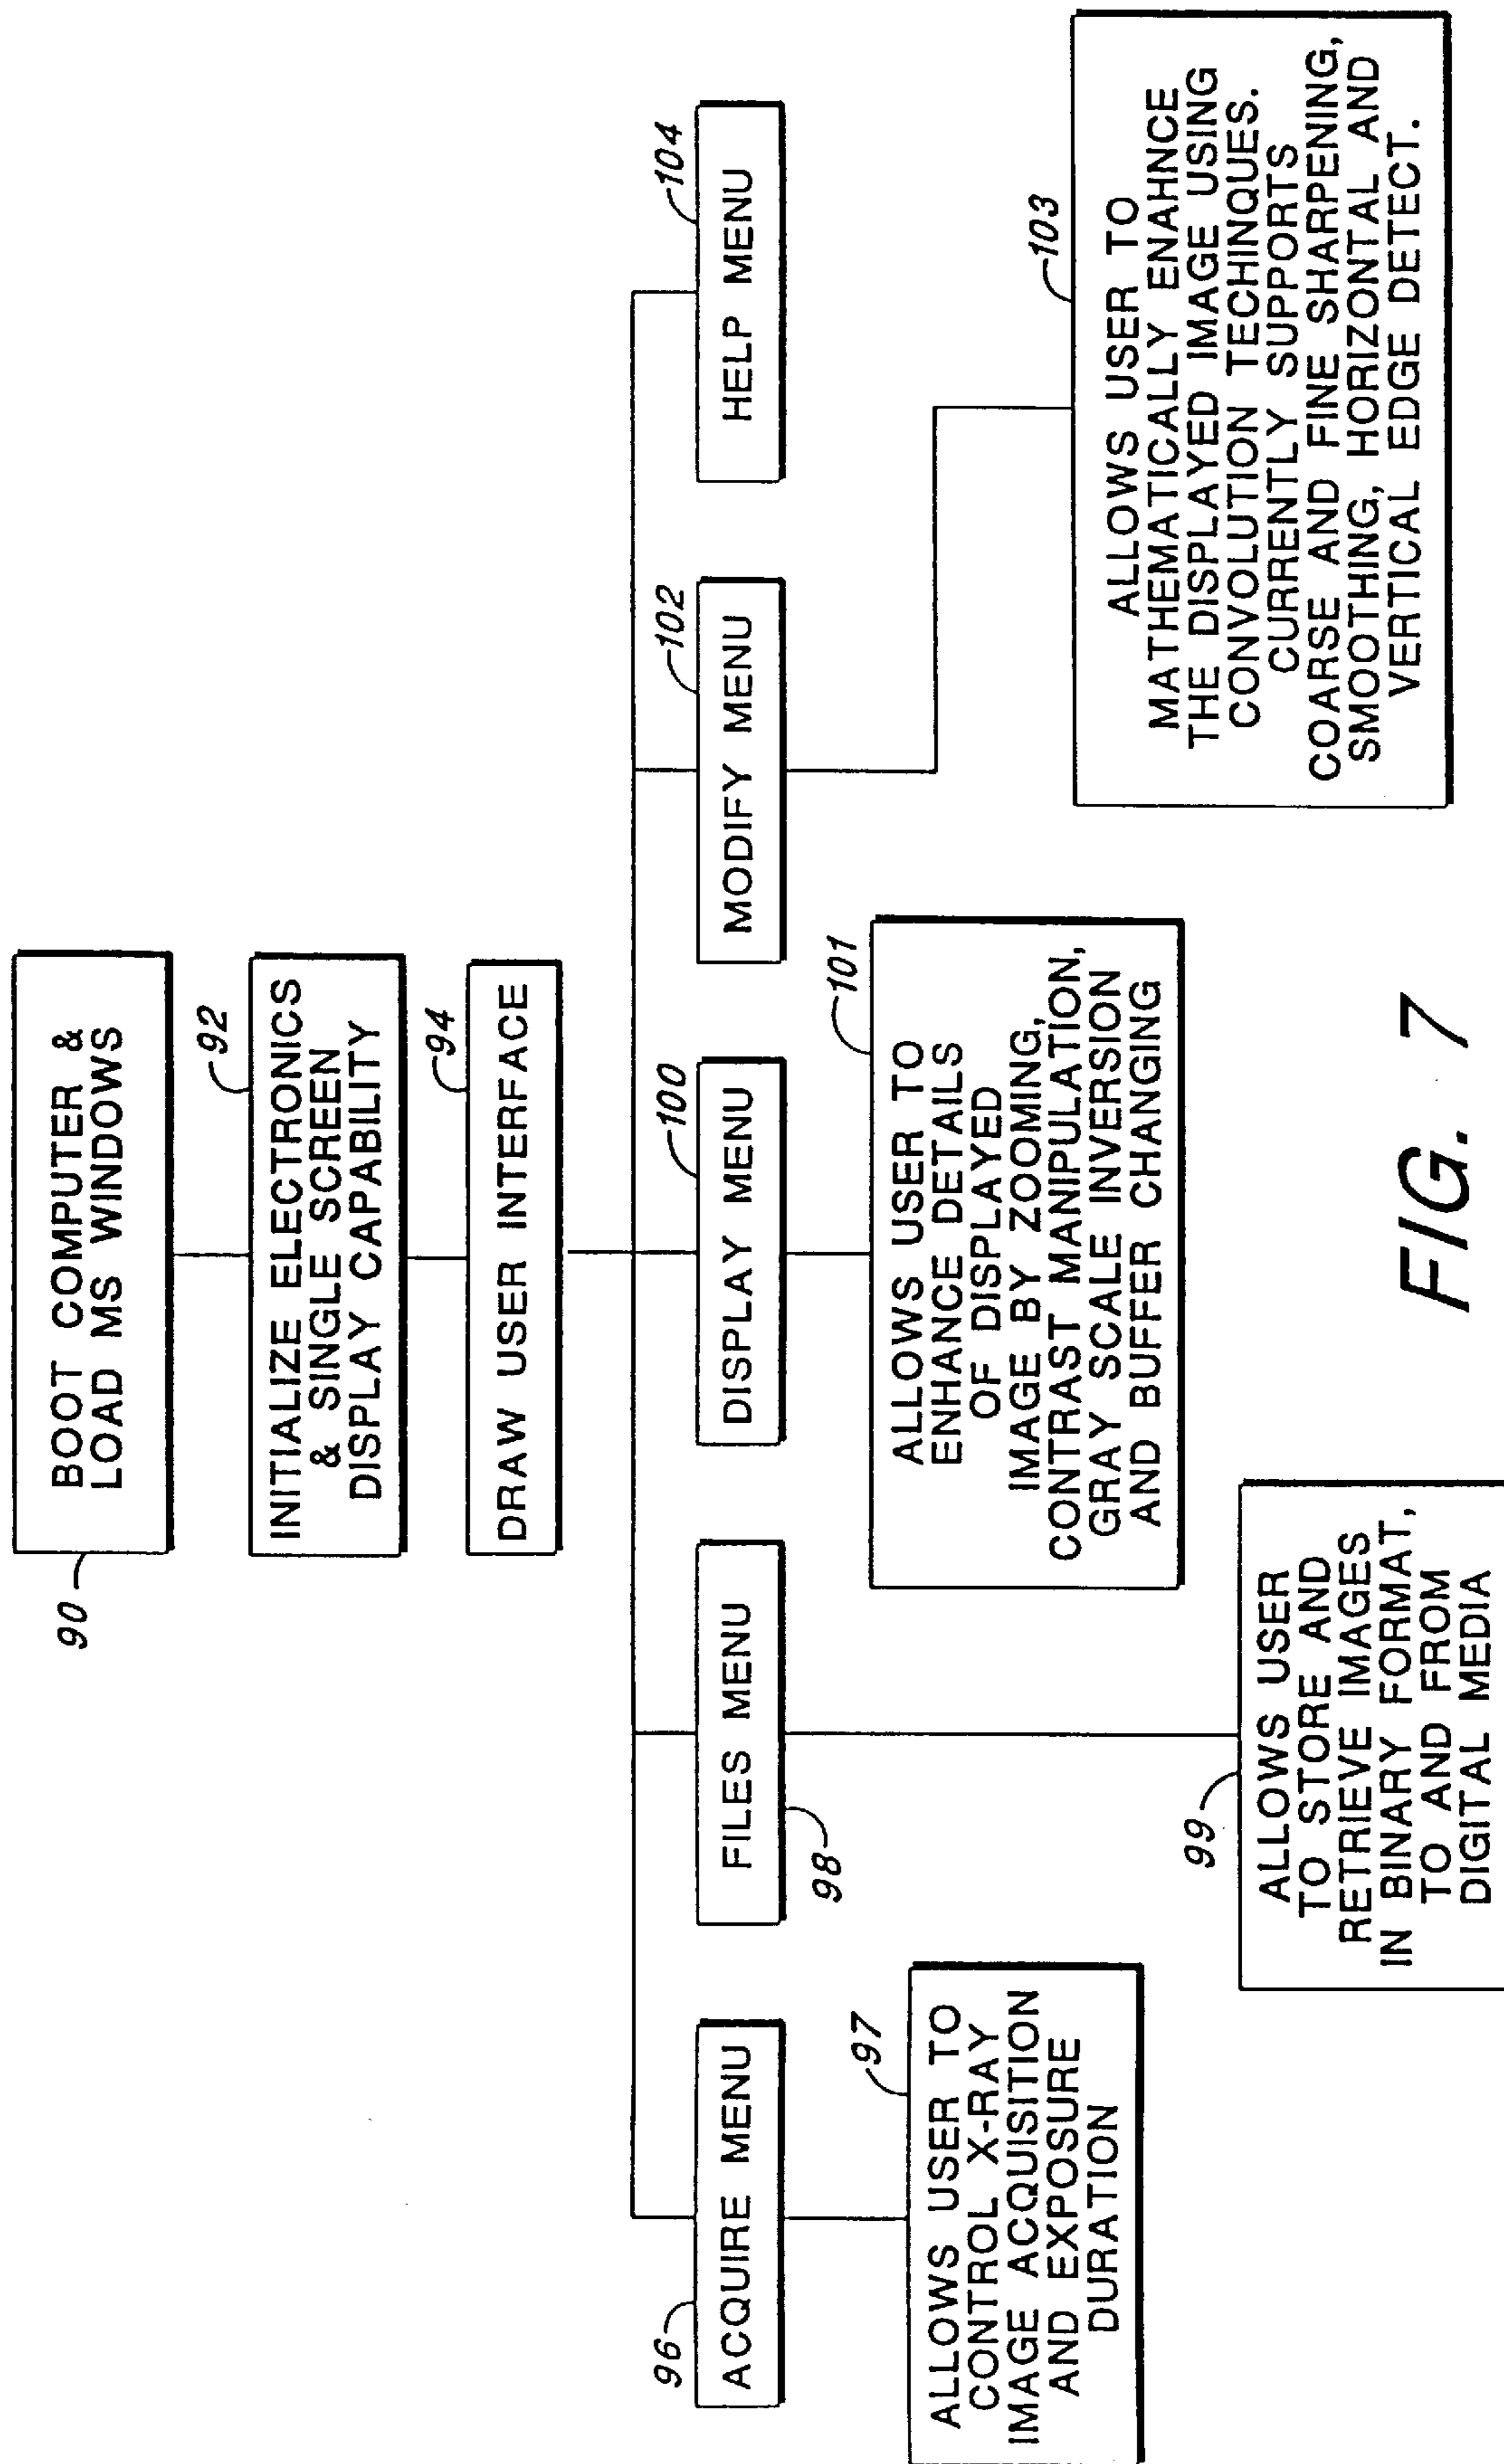 90
BOOT COMPUTER &
LOAD MS WINDOWS
92
INITIALIZE ELECTRONICS
& SINGLE SCREEN
DISPLAY CAPABILITY
94
DRAW USER INTERFACE
96
ACQUIRE MENU
98
FILES MENU
100
DISPLAY MENU
102
MODIFY MENU
104
HELP MENU
97
ALLOWS USER TO
CONTROL X-RAY
IMAGE ACQUISITION
AND EXPOSURE
DURATION
99
ALLOWS USER
TO STORE AND
RETRIEVE IMAGES
IN BINARY FORMAT,
TO AND FROM
DIGITAL MEDIA
101
ALLOWS USER TO
ENHANCE DETAILS
OF DISPLAYED
IMAGE BY ZOOMING,
CONTRAST MANIPULATION,
GRAY SCALE INVERSION
AND BUFFER CHANGING
103
ALLOWS USER TO
MATHEMATICALLY ENAHNCE
THE DISPLAYED IMAGE USING
CONVOLUTION TECHINQUES.
CURRENTLY SUPPORTS
COARSE AND FINE SHARPENING,
SMOOTHING, HORIZONTAL AND
VERTICAL EDGE DETECT.
FIG. 7